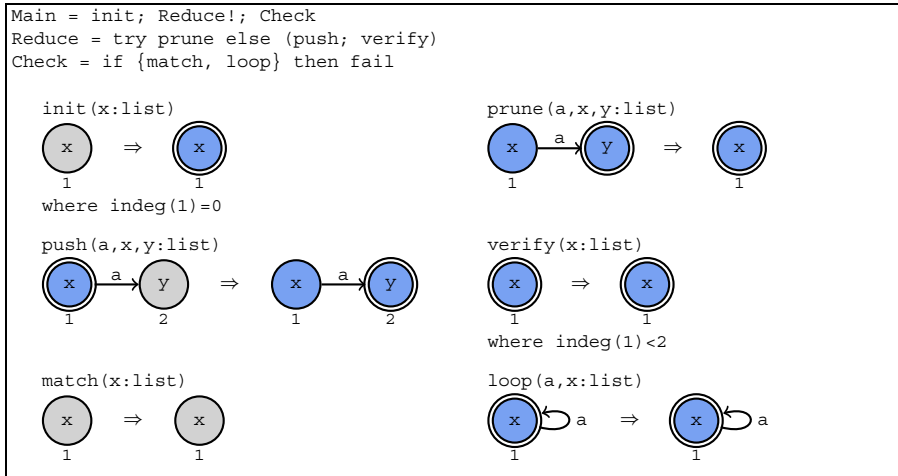 Main = init; Reduce!; Check
Reduce = try prune else (push; verify)
Check = if {match, loop} then fail
init(x:list)
x ⇒ x
1 1
where indeg(1)=0
prune(a,x,y:list)
x a y ⇒ x
1 1
push(a,x,y:list)
x a y ⇒ x a y
1 2 1 2
verify(x:list)
x ⇒ x
1 1
where indeg(1)<2
match(x:list)
x ⇒ x
1 1
loop(a,x:list)
x a ⇒ x a
1 1